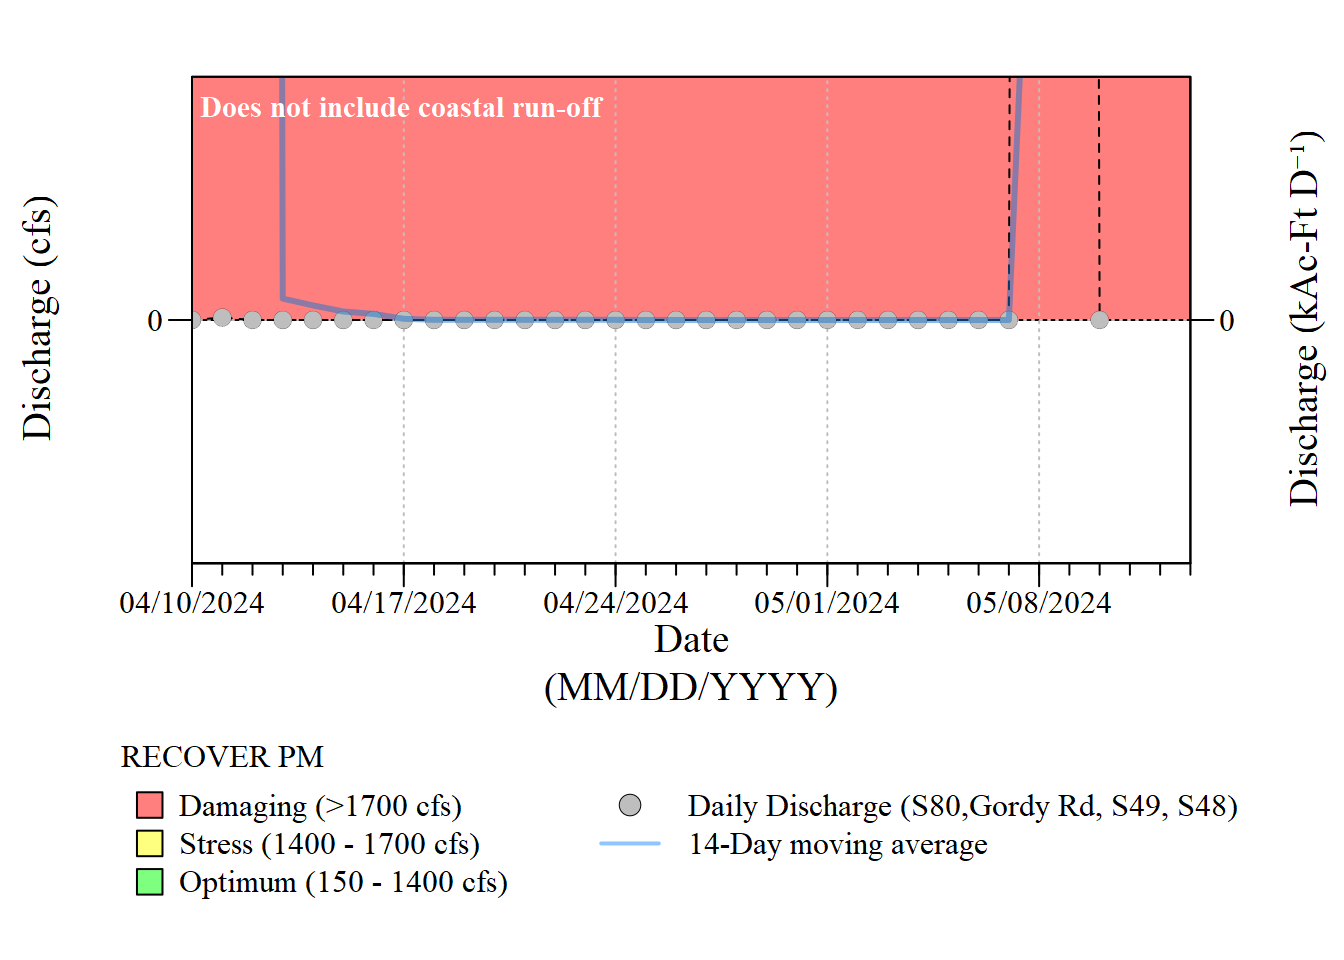 Does not include coastal run-off
Discharge (cfs)
0
0
Discharge (kAc-Ft D⁻¹)
04/10/2024 04/17/2024 04/24/2024 05/01/2024 05/08/2024
Date
(MM/DD/YYYY)
RECOVER PM
Damaging (>1700 cfs)
Stress (1400 - 1700 cfs)
Optimum (150 - 1400 cfs)
Daily Discharge (S80,Gordy Rd, S49, S48)
14-Day moving average